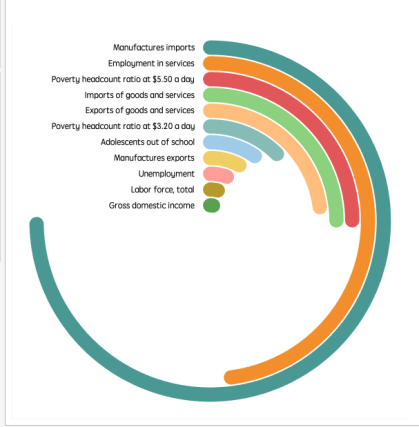 Manufactures imports
Employment in services
Poverty headcount ratio at $5.50 a day
Imports of goods and services
Exports of goods and services
Poverty headcount ratio at $3.20 a day
Adolescents out of school
Manufactures exports
Unemployment
Labor force, total
Gross domestic income